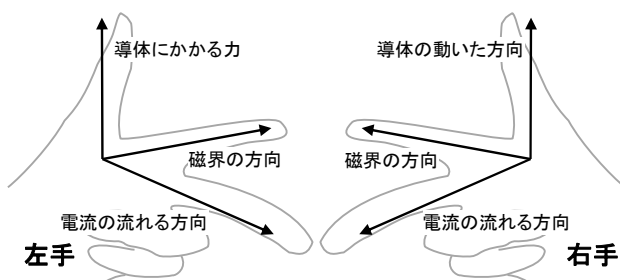 導体にかかる力
磁界の方向
電流の流れる方向
左手
導体の動いた方向
磁界の方向
電流の流れる方向
右手